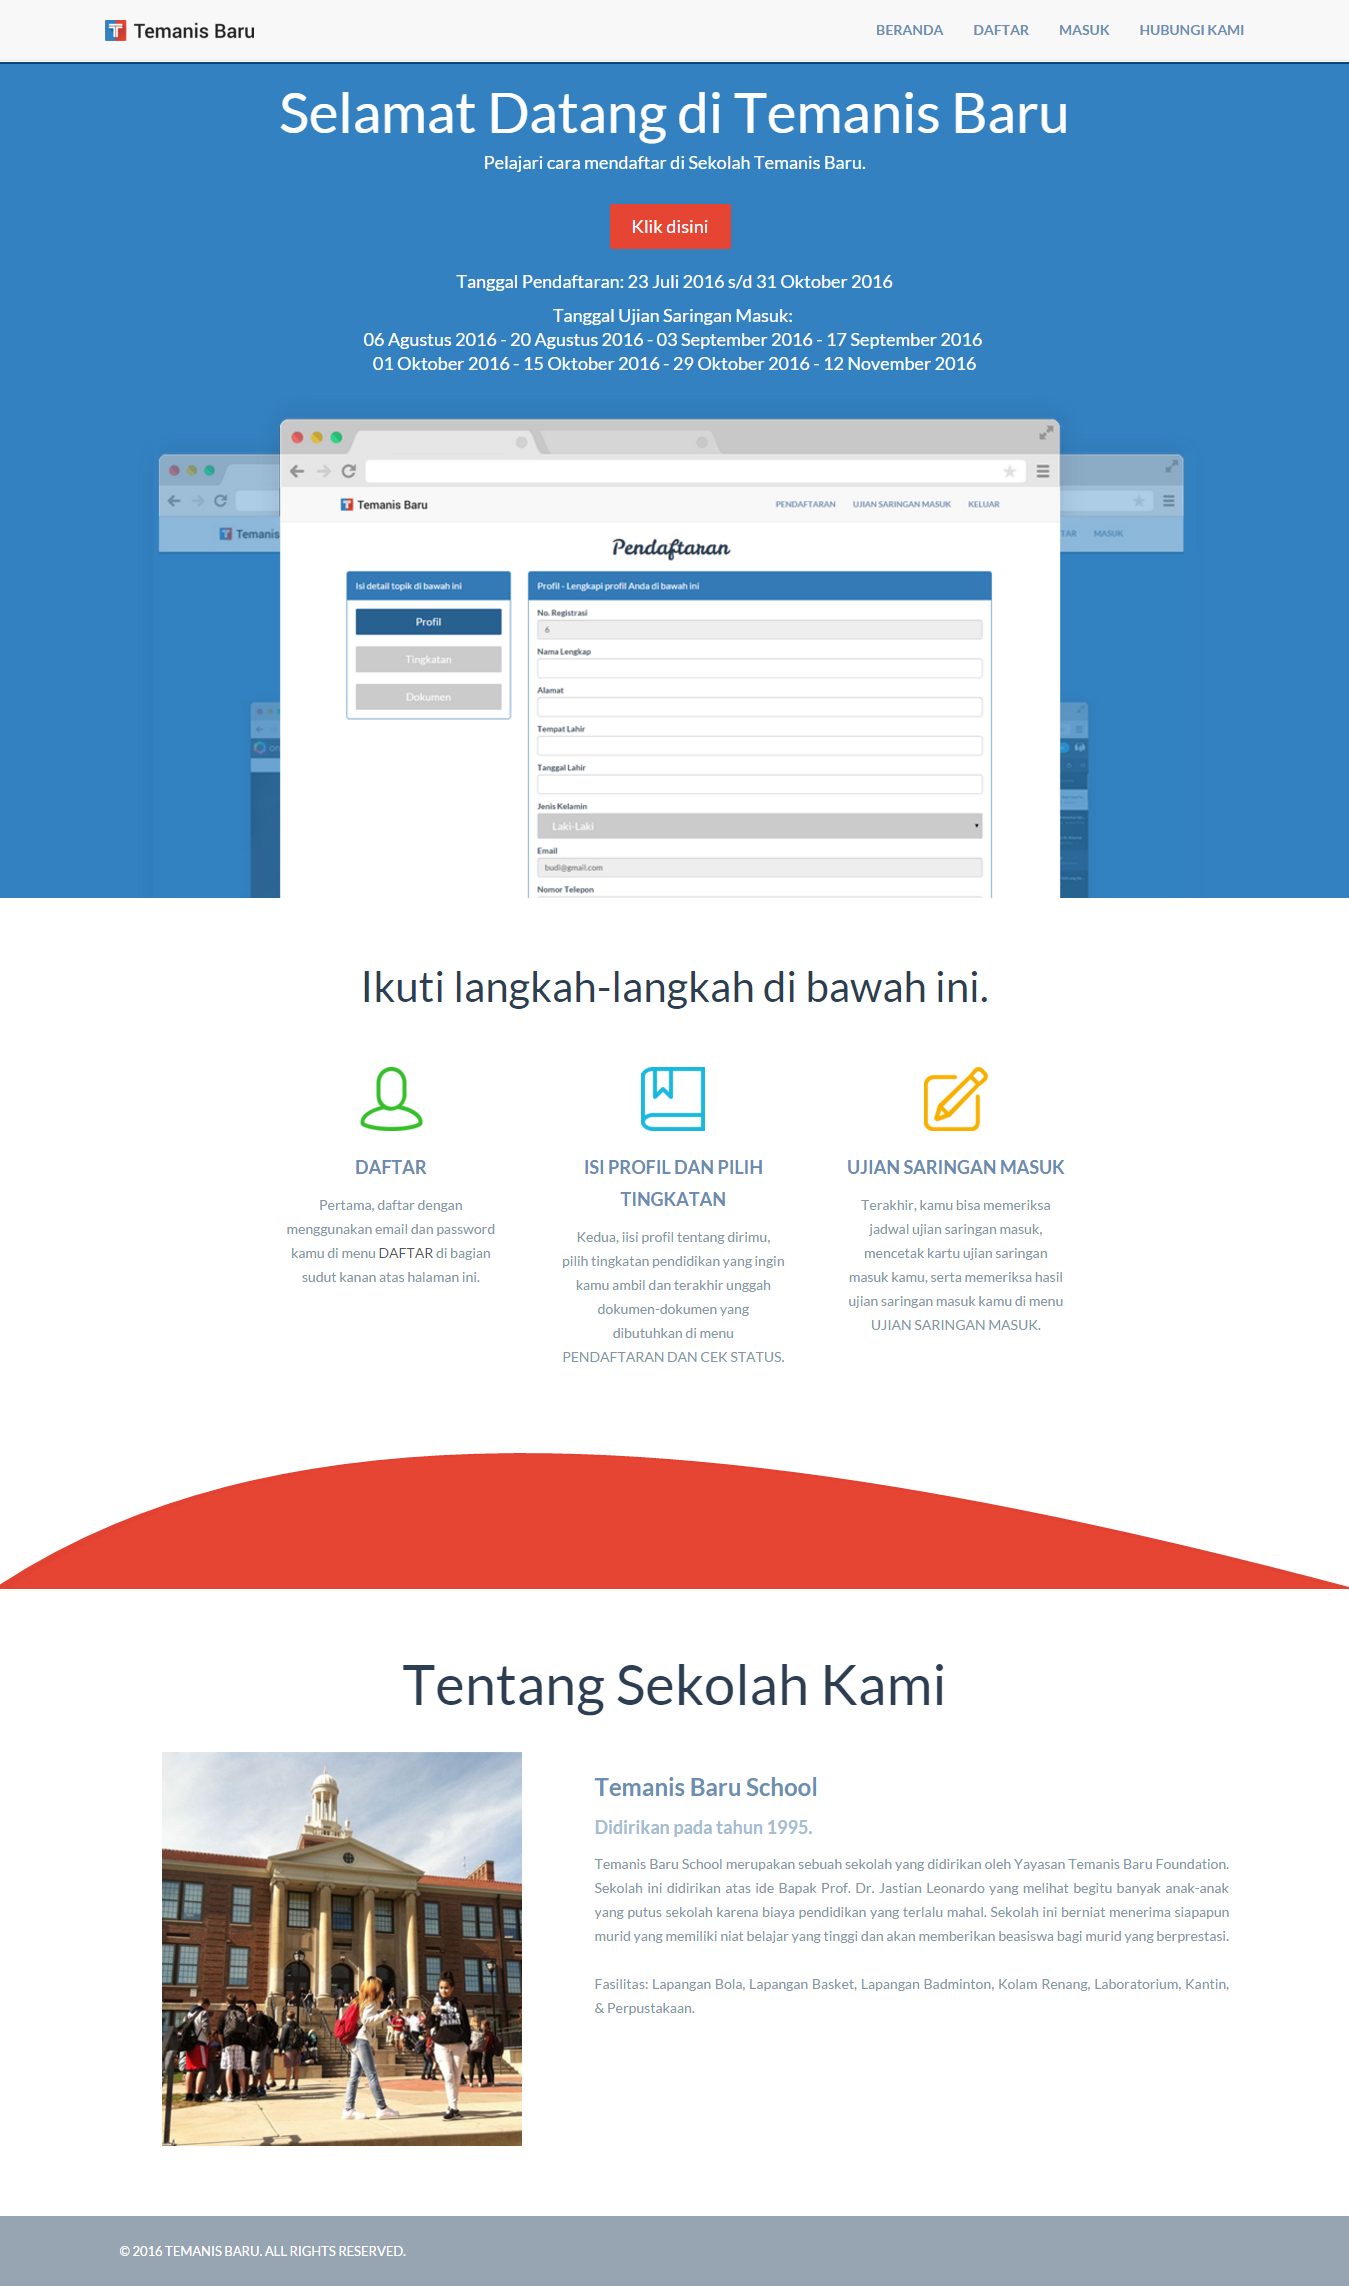 Temanis Baru
BERANDA DAFTAR MASUK HUBUNGI KAMI
Selamat Datang di Temanis Baru
Pelajari cara mendaftar di Sekolah Temanis Baru.
Klik disini
Tanggal Pendaftaran: 23 Juli 2016 s/d 31 Oktober 2016
Tanggal Ujian Saringan Masuk:
06 Agustus 2016 - 20 Agustus 2016 - 03 September 2016 - 17 September 2016
01 Oktober 2016 - 15 Oktober 2016 - 29 Oktober 2016 - 12 November 2016
Temanis Baru
PENDAFTARAN UJIAN SARINGAN MASUK KELUAR
Temanis
TAR MASUK
Pendaftaran
Isi detail topik di bawah ini
Profil
Tingkatan
Dokumen
Profil - Lengkapi profil Anda di bawah ini
No. Registrasi
6
Nama Lengkap
Alamat
Tempat Lahir
Tanggal Lahir
Jenis Kelamin
Laki-Laki
Email
budi@gmail.com
Nomor Telepon
Ikuti langkah-langkah di bawah ini.
DAFTAR
Pertama, daftar dengan
menggunakan email dan password
kamu di menu DAFTAR di bagian
sudut kanan atas halaman ini.
ISI PROFIL DAN PILIH
TINGKATAN
Kedua, iisi profil tentang dirimu,
pilih tingkatan pendidikan yang ingin
kamu ambil dan terakhir unggah
dokumen-dokumen yang
dibutuhkan di menu
PENDAFTARAN DAN CEK STATUS.
UJIAN SARINGAN MASUK
Terakhir, kamu bisa memeriksa
jadwal ujian saringan masuk,
mencetak kartu ujian saringan
masuk kamu, serta memeriksa hasil
ujian saringan masuk kamu di menu
UJIAN SARINGAN MASUK.
Tentang Sekolah Kami
Temanis Baru School
Didirikan pada tahun 1995.
Temanis Baru School merupakan sebuah sekolah yang didirikan oleh Yayasan Temanis Baru Foundation.
Sekolah ini didirikan atas ide Bapak Prof. Dr. Jastian Leonardo yang melihat begitu banyak anak-anak
yang putus sekolah karena biaya pendidikan yang terlalu mahal. Sekolah ini berniat menerima siapapun
murid yang memiliki niat belajar yang tinggi dan akan memberikan beasiswa bagi murid yang berprestasi.
Fasilitas: Lapangan Bola, Lapangan Basket, Lapangan Badminton, Kolam Renang, Laboratorium, Kantin,
& Perpustakaan.
© 2016 TEMANIS BARU. ALL RIGHTS RESERVED.